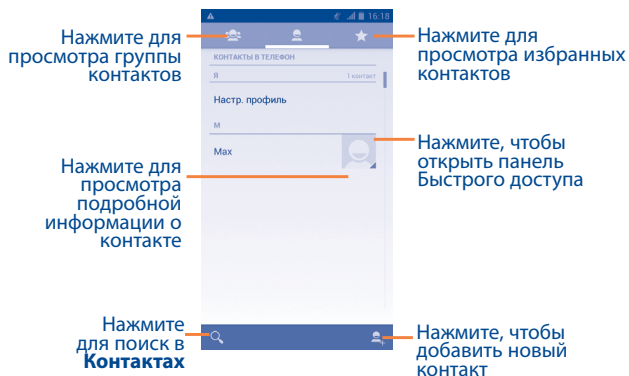 16:18
Нажмите для
просмотра группы
контактов
Нажмите для
просмотра избранных
контактов
КОНТАКТЫ В ТЕЛЕФОН
Я
1 контакт
Настр. профиль
М
Max
Нажмите, чтобы
открыть панель
Быстрого доступа
Нажмите для
просмотра
подробной
информации о
контакте
Нажмите
для поиск в
Контактах
Нажмите, чтобы
добавить новый
контакт